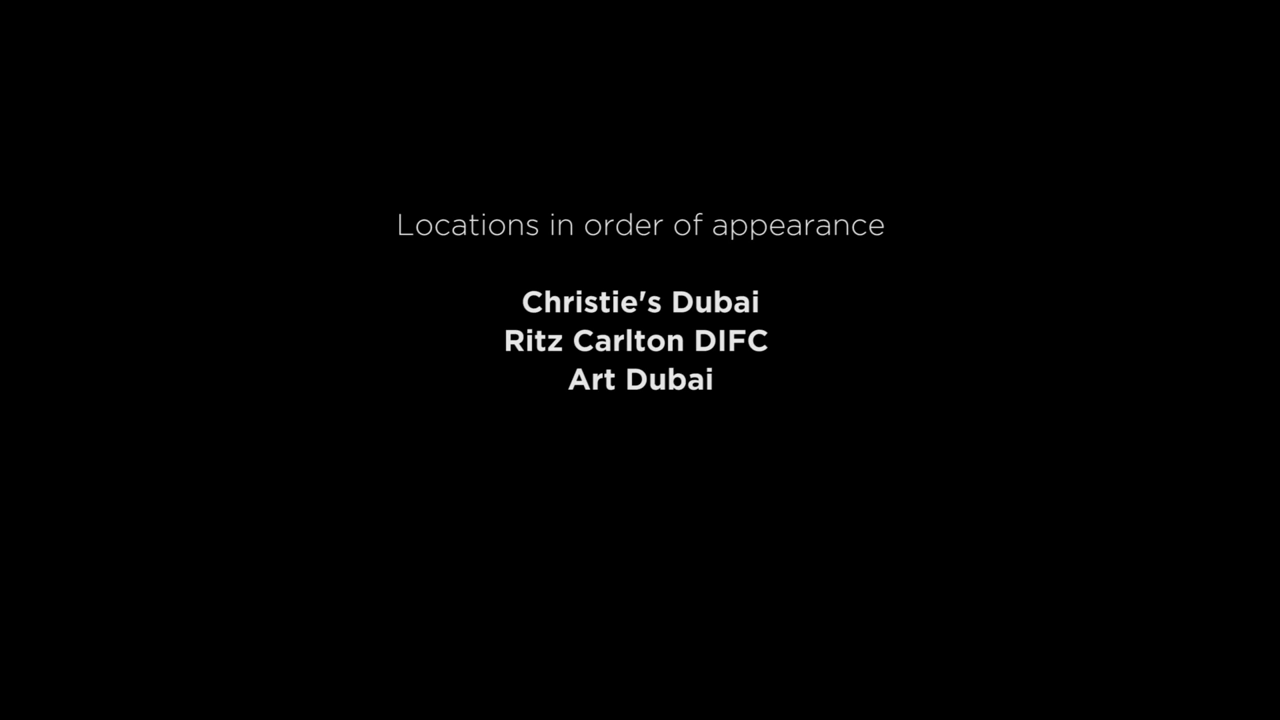 Locations in order of appearance
Christie's Dubai
Ritz Carlton DIFC
Art Dubai